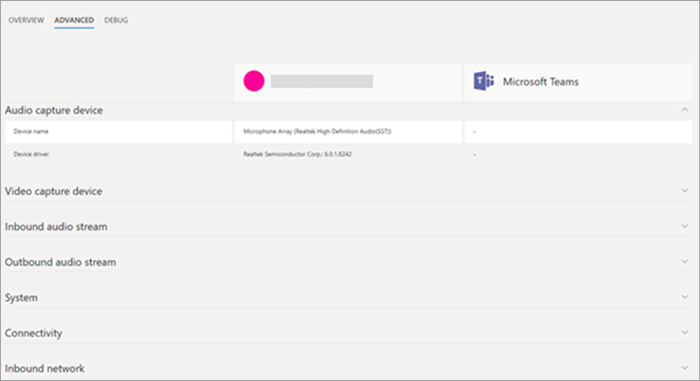 OVERVIEW ADVANCED DEBUG
Microsoft Teams
Audio capture device
Device name Microphone Array (Realtek High Definition Audio(SST)) -
Device driver Realtek Semiconductor Corp.; 6.0.1.8242 -
Video capture device
Inbound audio stream
Outbound audio stream
System
Connectivity
Inbound network